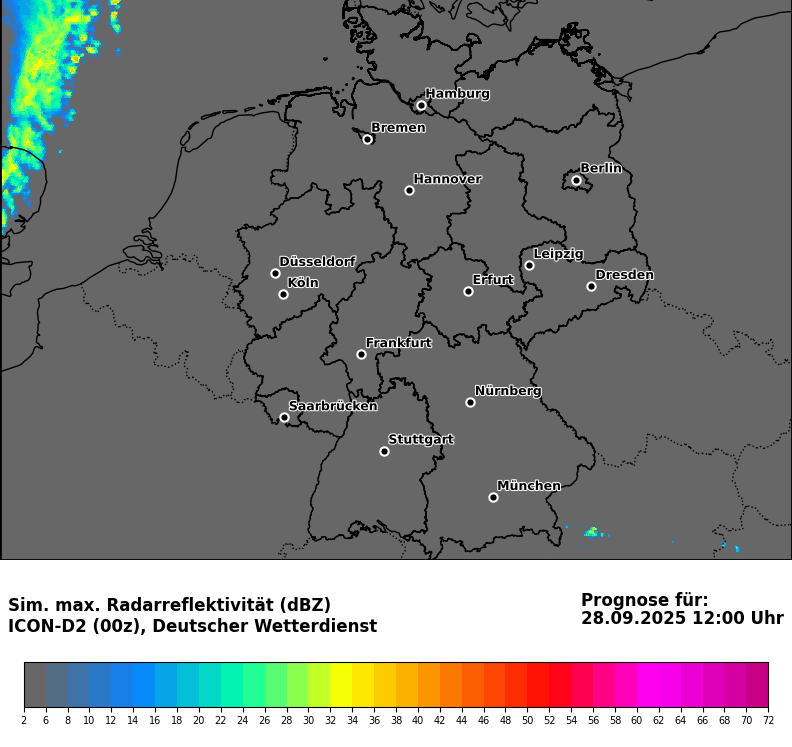 Hamburg
Bremen
Berlin
Hannover
Leipzig
Düsseldorf
Dresden
Erfurt
Köln
Frankfurt
Nürnberg
Saarbrücken
Stuttgart
München
Sim. max. Radarreflektivität (dBZ)
ICON-D2 (00z), Deutscher Wetterdienst
Prognose für:
28.09.2025 12:00 Uhr
2 6 8 10 12 14 16 18 20 22 24 26 28 30 32 34 36 38 40 42 44 46 48 50 52 54 56 58 60 62 64 66 68 70 72